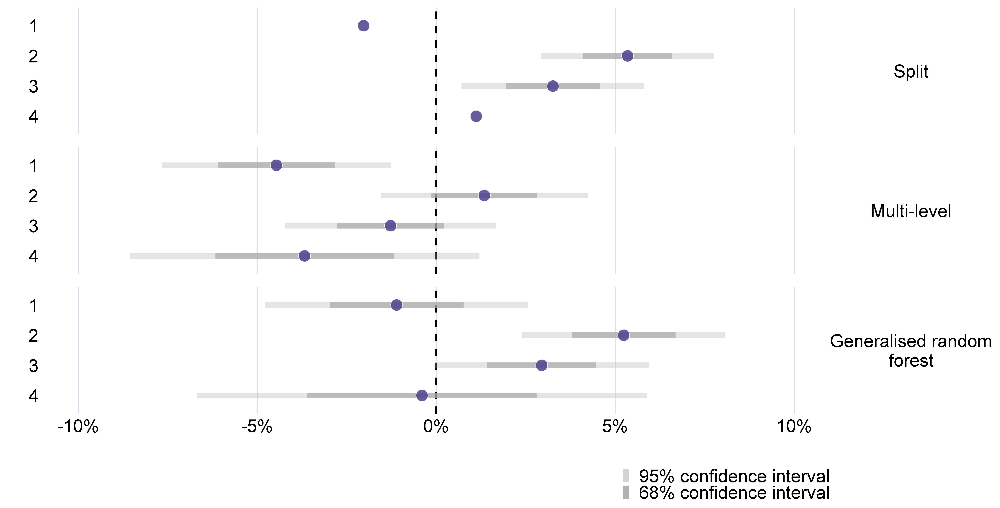 1
2
3
4
Split
1
2
3
4
Multi-level
1
2
3
4
Generalised random
forest
-10% -5% 0% 5% 10%
95% confidence interval
68% confidence interval